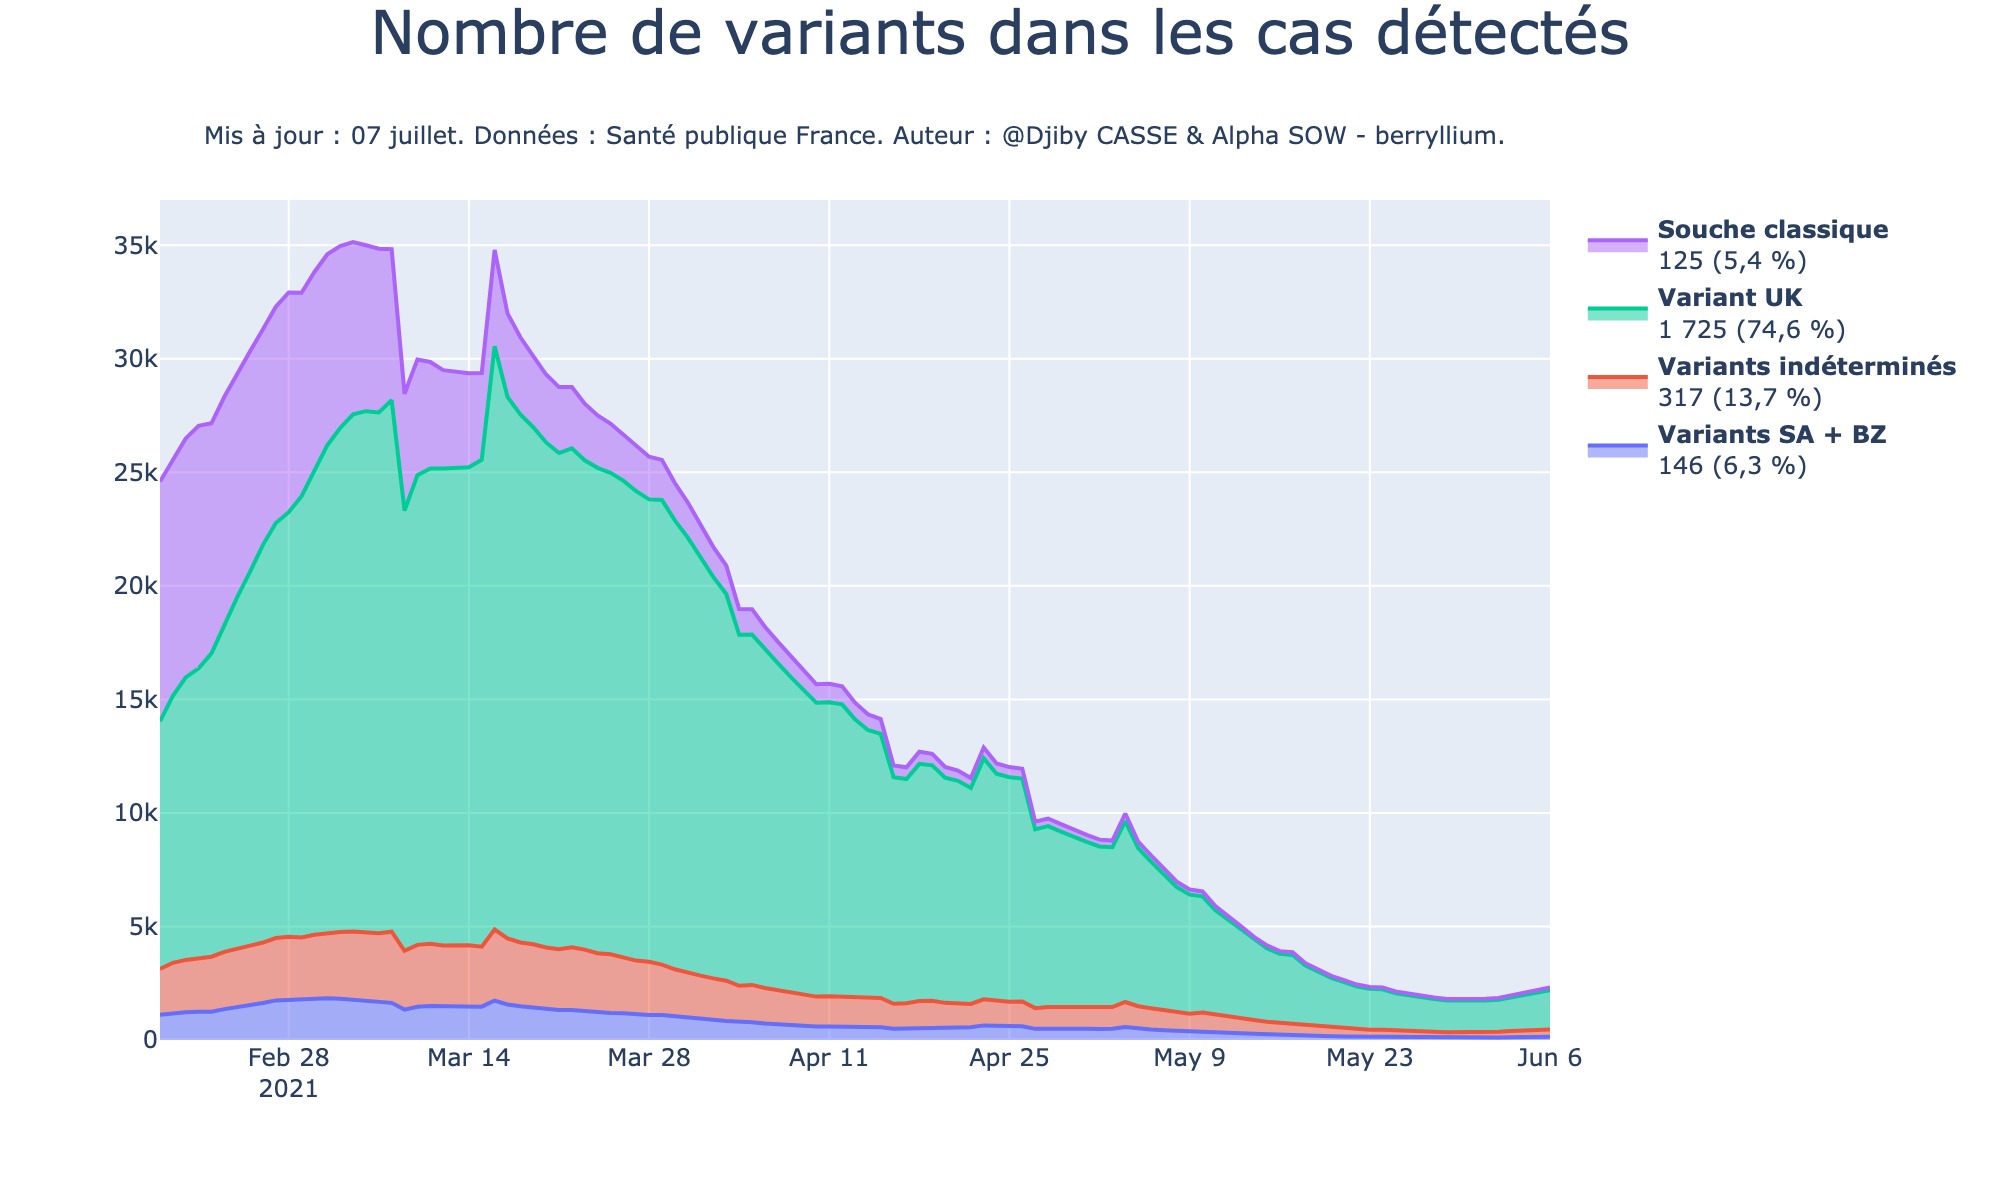 Nombre de variants dans les cas détectés
Mis à jour : 07 juillet. Données : Santé publique France. Auteur : @Djiby CASSE & Alpha SOW - berryllium.
35k
30k
25k
20k
15k
10k
5k
0
Feb 28
2021
Mar 14
Mar 28
Apr 11
Apr 25
May 9
May 23
Jun 6
Souche classique
125 (5,4 %)
Variant UK
1 725 (74,6 %)
Variants indéterminés
317 (13,7 %)
Variants SA + BZ
146 (6,3 %)